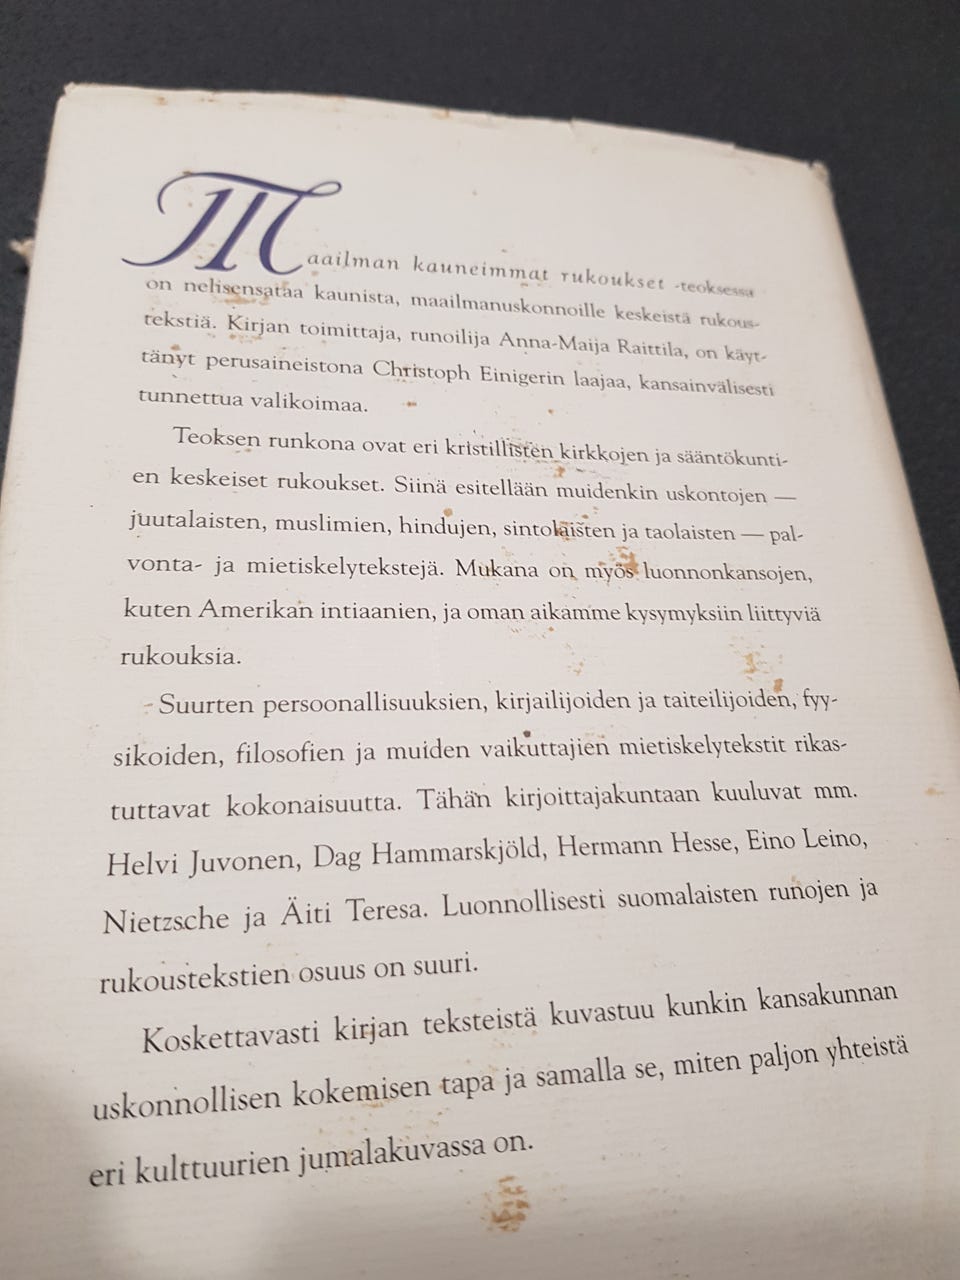 Maailman kauneimmat rukoukset -teoksessa
on nelisensataa kaunista, maailmanuskonnoille keskeistä rukous-
tekstiä. Kirjan toimittaja, runoilija Anna-Maija Raittila, on käyt-
tänyt perusaineistona Christoph Einigerin laajaa, kansainvälisesti
tunnettua valikoimaa.
Teoksen runkona ovat eri kristillisten kirkkojen ja sääntökunti-
en keskeiset rukoukset. Siinä esitellään muidenkin uskontojen —
juutalaisten, muslimien, hindujen, sintolaisten ja taolaisten — pal-
vonta- ja mietiskelytekstejä. Mukana on myös luonnonkansojen,
kuten Amerikan intiaanien, ja oman aikamme kysymyksiin liittyviä
rukouksia.
Suurten persoonallisuuksien, kirjailijoiden ja taiteilijoiden, fyy-
sikoiden, filosofien ja muiden vaikuttajien mietiskelytekstit rikas-
tuttavat kokonaisuutta. Tähän kirjoittajakuntaan kuuluvat mm.
Helvi Juvonen, Dag Hammarskjöld, Hermann Hesse, Eino Leino,
Nietzsche ja Äiti Teresa. Luonnollisesti suomalaisten runojen ja
rukoustekstien osuus on suuri.
Koskettavasti kirjan teksteistä kuvastuu kunkin kansakunnan
uskonnollisen kokemisen tapa ja samalla se, miten paljon yhteistä
eri kulttuurien jumalakuvassa on.